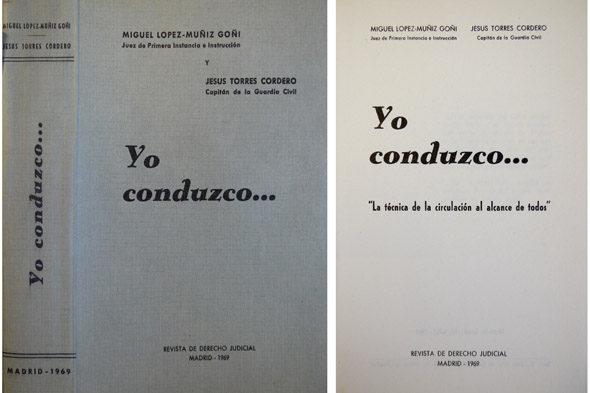 MIGUEL LOPEZ-MUÑIZ GOÑI
JESUS TORRES CORDERO
Yo conduzco...
MADRID - 1969
MIGUEL LOPEZ-MUÑIZ GOÑI
Juez de Primera Instancia e Instrucción
Y
JESUS TORRES CORDERO
Capitán de la Guardia Civil
Yo
conduzco...
REVISTA DE DERECHO JUDICIAL
MADRID - 1969
MIGUEL LOPEZ-MUÑIZ GOÑI JESUS TORRES CORDERO
Juez de Primera Instancia e Instrucción Capitán de la Guardia Civil
Yo
conduzco...
"La técnica de la circulación al alcance de todos"
REVISTA DE DERECHO JUDICIAL
MADRID - 1969